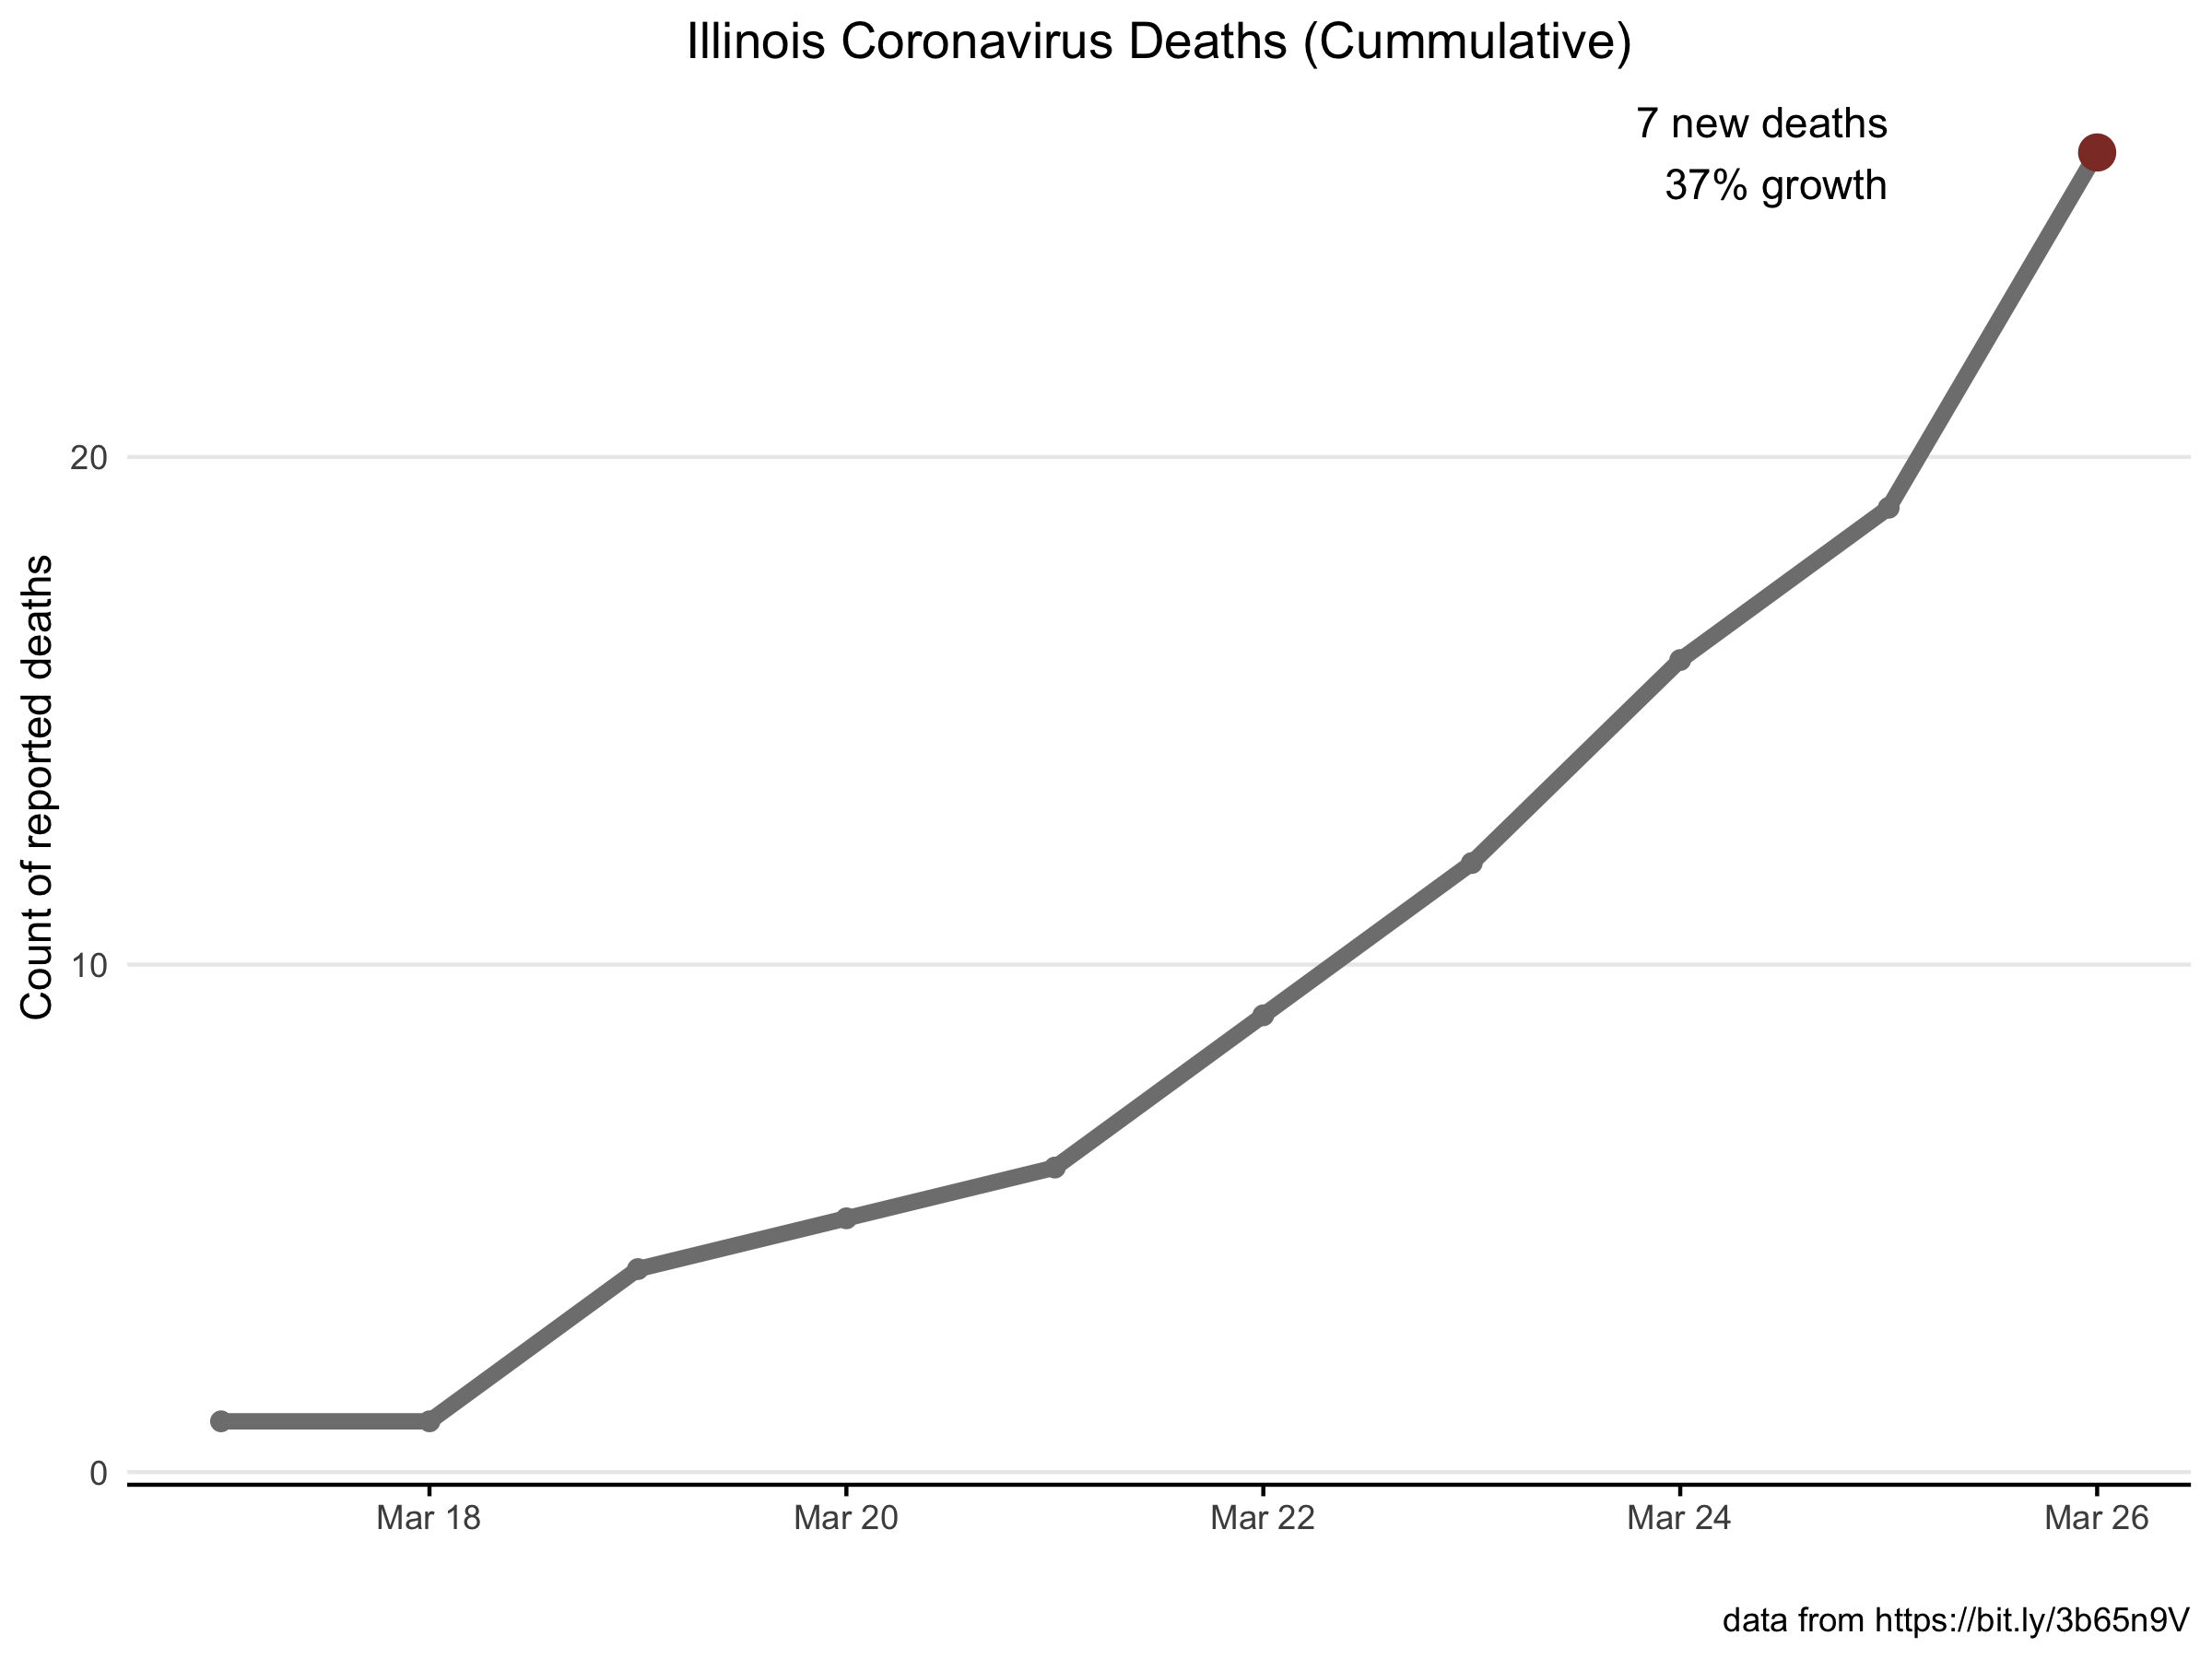 Illinois Coronavirus Deaths (Cummulative)
7 new deaths
37% growth
Count of reported deaths
20
10
0
Mar 18
Mar 20
Mar 22
Mar 24
Mar 26
data from https://bit.ly/3b65n9V